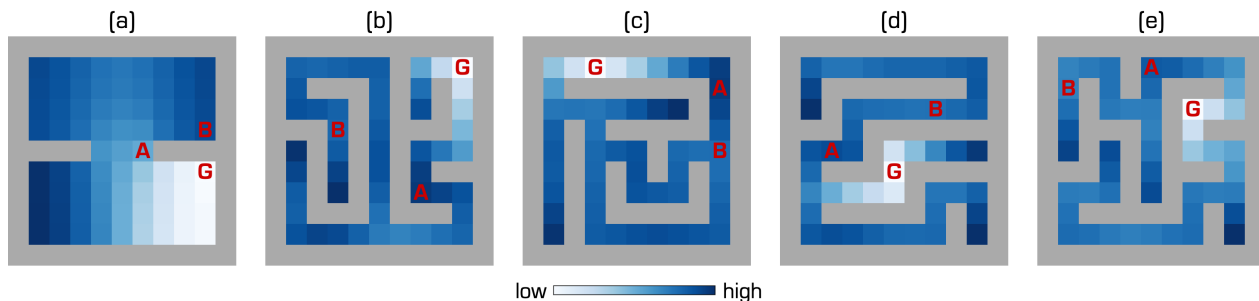 (a) (b) (c) (d) (e)
G G
A
A G
B B B
A B
A
G
B
A B A G
G
A
low high